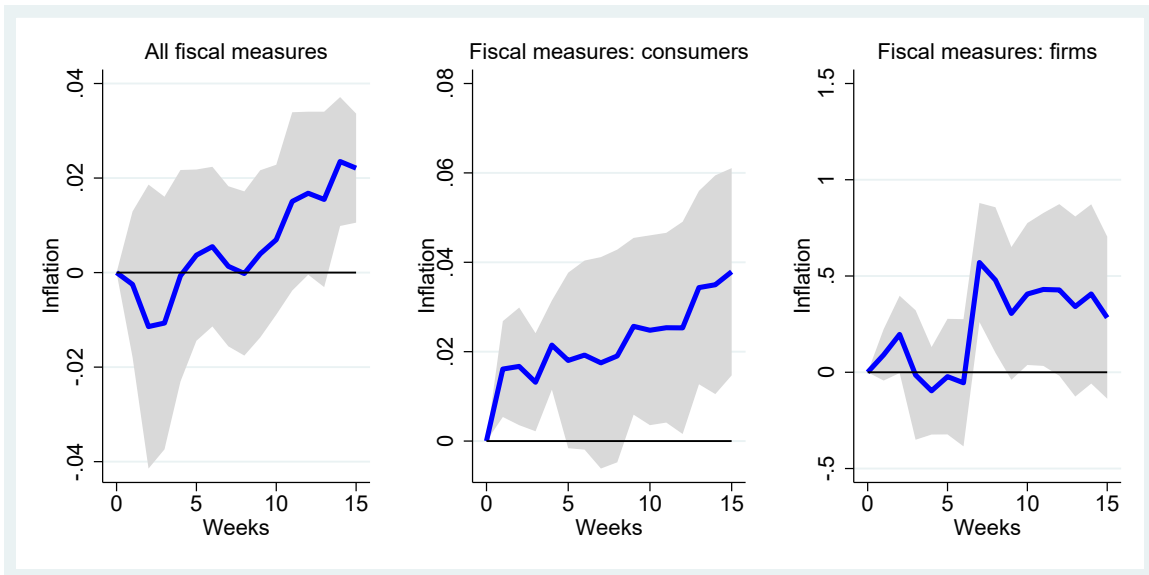 All fiscal measures
.04
.02
0
-.02
-.04
Inflation
0 5 10 15
Weeks
Fiscal measures: consumers
.08
.06
.04
.02
0
Inflation
0 5 10 15
Weeks
Fiscal measures: firms
1.5
1
.5
0
-.5
Inflation
0 5 10 15
Weeks